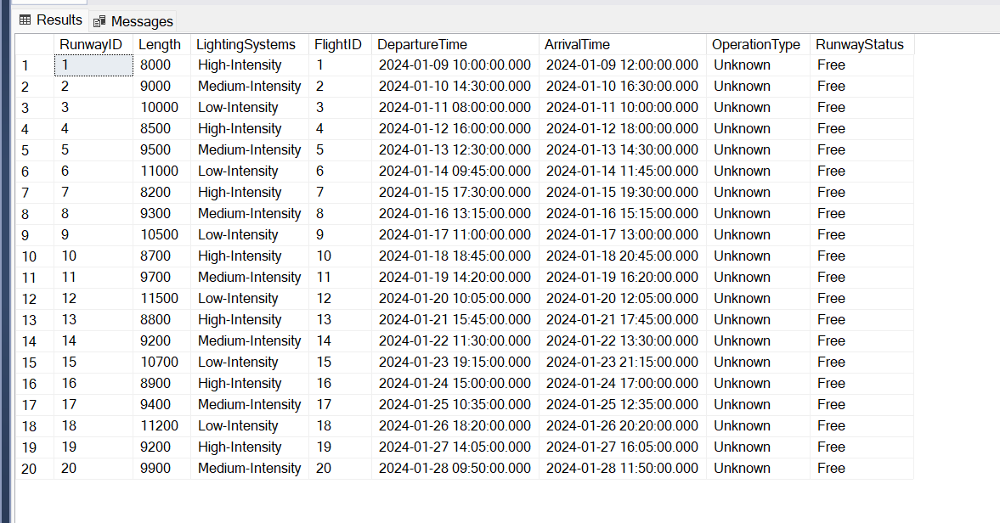 Results Messages
RunwayID Length LightingSystems FlightID DepartureTime ArrivalTime OperationType RunwayStatus
1 1 8000 High-Intensity 1 2024-01-09 10:00:00.000 2024-01-09 12:00:00.000 Unknown Free
2 2 9000 Medium-Intensity 2 2024-01-10 14:30:00.000 2024-01-10 16:30:00.000 Unknown Free
3 3 10000 Low-Intensity 3 2024-01-11 08:00:00.000 2024-01-11 10:00:00.000 Unknown Free
4 4 8500 High-Intensity 4 2024-01-12 16:00:00.000 2024-01-12 18:00:00.000 Unknown Free
5 5 9500 Medium-Intensity 5 2024-01-13 12:30:00.000 2024-01-13 14:30:00.000 Unknown Free
6 6 11000 Low-Intensity 6 2024-01-14 09:45:00.000 2024-01-14 11:45:00.000 Unknown Free
7 7 8200 High-Intensity 7 2024-01-15 17:30:00.000 2024-01-15 19:30:00.000 Unknown Free
8 8 9300 Medium-Intensity 8 2024-01-16 13:15:00.000 2024-01-16 15:15:00.000 Unknown Free
9 9 10500 Low-Intensity 9 2024-01-17 11:00:00.000 2024-01-17 13:00:00.000 Unknown Free
10 10 8700 High-Intensity 10 2024-01-18 18:45:00.000 2024-01-18 20:45:00.000 Unknown Free
11 11 9700 Medium-Intensity 11 2024-01-19 14:20:00.000 2024-01-19 16:20:00.000 Unknown Free
12 12 11500 Low-Intensity 12 2024-01-20 10:05:00.000 2024-01-20 12:05:00.000 Unknown Free
13 13 8800 High-Intensity 13 2024-01-21 15:45:00.000 2024-01-21 17:45:00.000 Unknown Free
14 14 9200 Medium-Intensity 14 2024-01-22 11:30:00.000 2024-01-22 13:30:00.000 Unknown Free
15 15 10700 Low-Intensity 15 2024-01-23 19:15:00.000 2024-01-23 21:15:00.000 Unknown Free
16 16 8900 High-Intensity 16 2024-01-24 15:00:00.000 2024-01-24 17:00:00.000 Unknown Free
17 17 9400 Medium-Intensity 17 2024-01-25 10:35:00.000 2024-01-25 12:35:00.000 Unknown Free
18 18 11200 Low-Intensity 18 2024-01-26 18:20:00.000 2024-01-26 20:20:00.000 Unknown Free
19 19 9200 High-Intensity 19 2024-01-27 14:05:00.000 2024-01-27 16:05:00.000 Unknown Free
20 20 9900 Medium-Intensity 20 2024-01-28 09:50:00.000 2024-01-28 11:50:00.000 Unknown Free